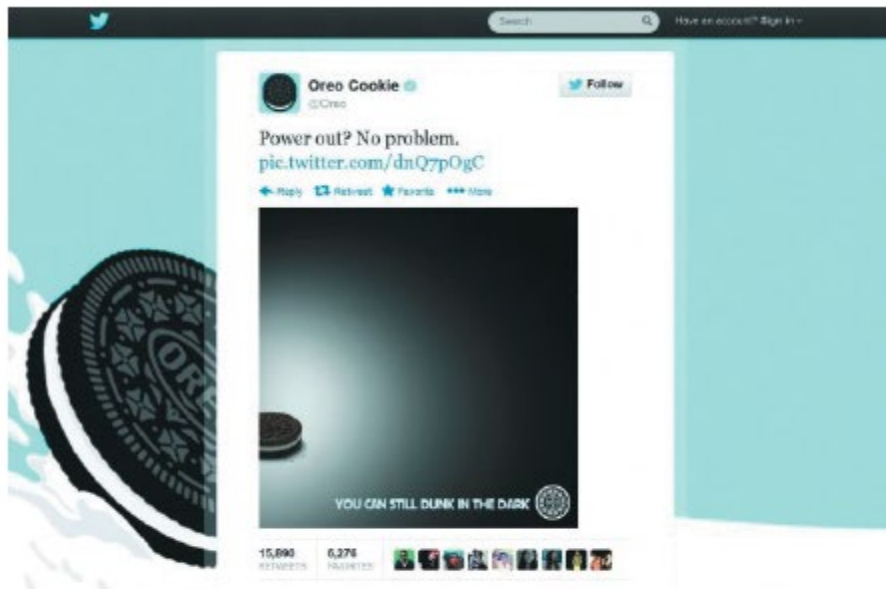 Search
Have an account? Sign in
Oreo Cookie
@Oreo
Follow
Power out? No problem.
pic.twitter.com/dnQ7pOgC
Reply Retweet Favorite More
YOU CAN STILL DUNK IN THE DARK
OREO
15,890 6,276
RETWEETS FAVORITES